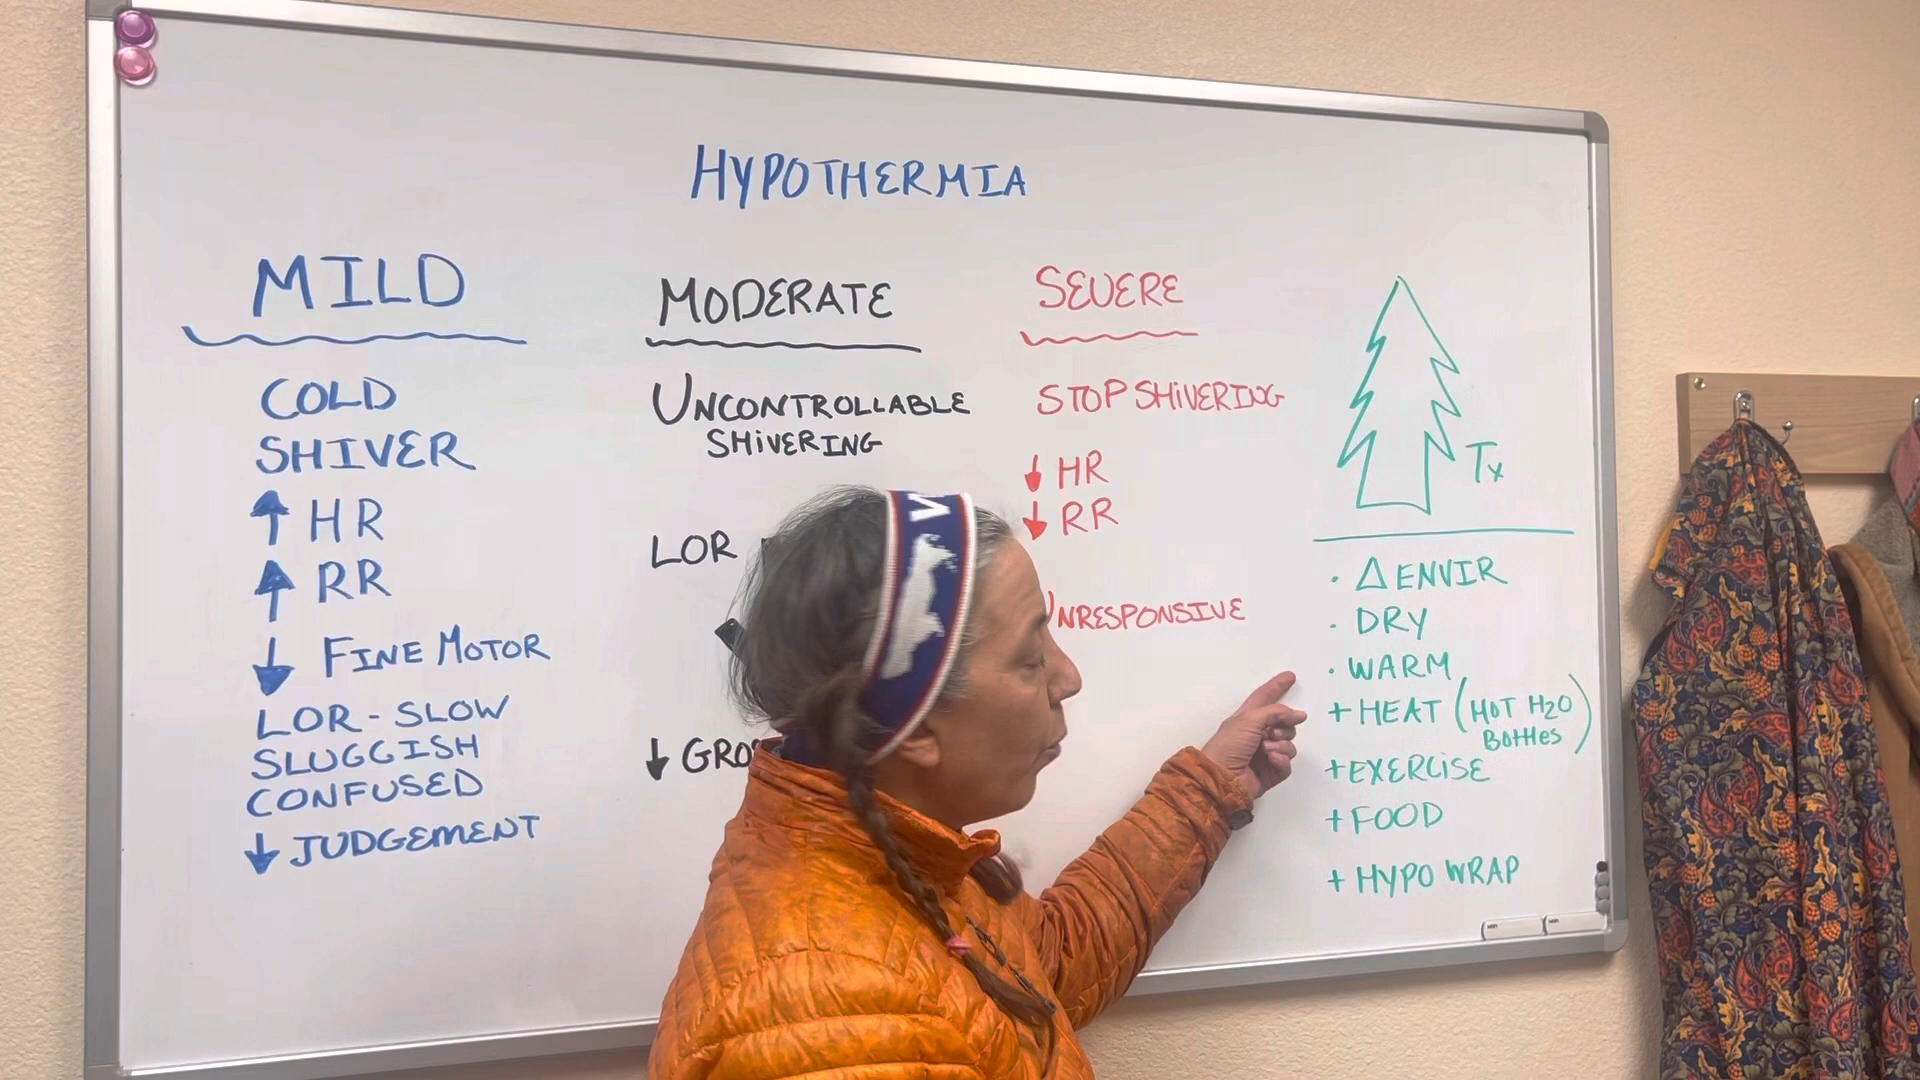 HYPOTHERMIA
MILD
COLD
SHIVER
↑ HR
↑ RR
↓ FINE MOTOR
LOR - SLOW
SLUGGISH
CONFUSED
↓ JUDGEMENT
MODERATE
UNCONTROLLABLE
SHIVERING
LOR
↓
SEVERE
STOP SHIVERING
↓ HR
↓ RR
UNRESPONSIVE
Tx
· Δ ENVIR
· DRY
· WARM
+ HEAT (HOT H2O
Bottles)
+ EXERCISE
+ FOOD
+ HYPO WRAP